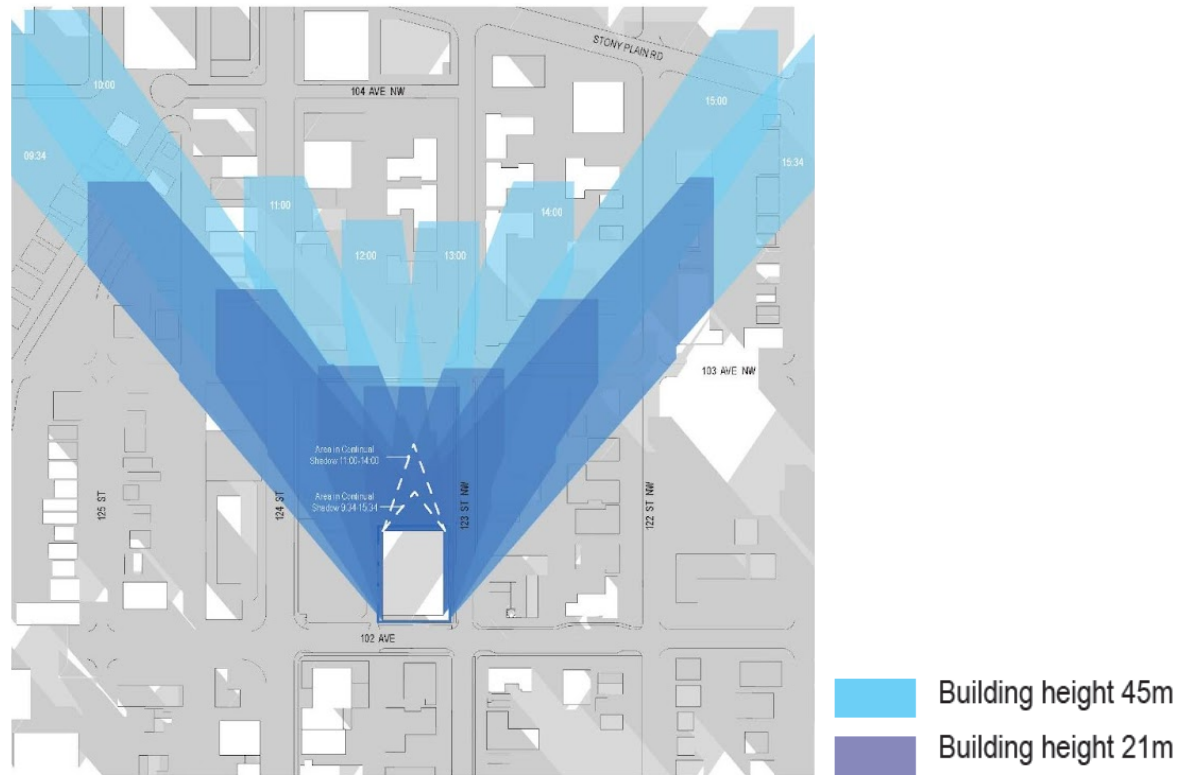 STONY PLAIN RD
10:00
104 AVE NW
15:00
09:34
15:34
11:00
14:00
12:00
13:00
103 AVE NW
Area in Continual
Shadow 11:00-14:00
Area in Continual
Shadow 9:34-15:34
125 ST
124 ST
123 ST NW
122 ST NW
102 AVE
Building height 45m
Building height 21m